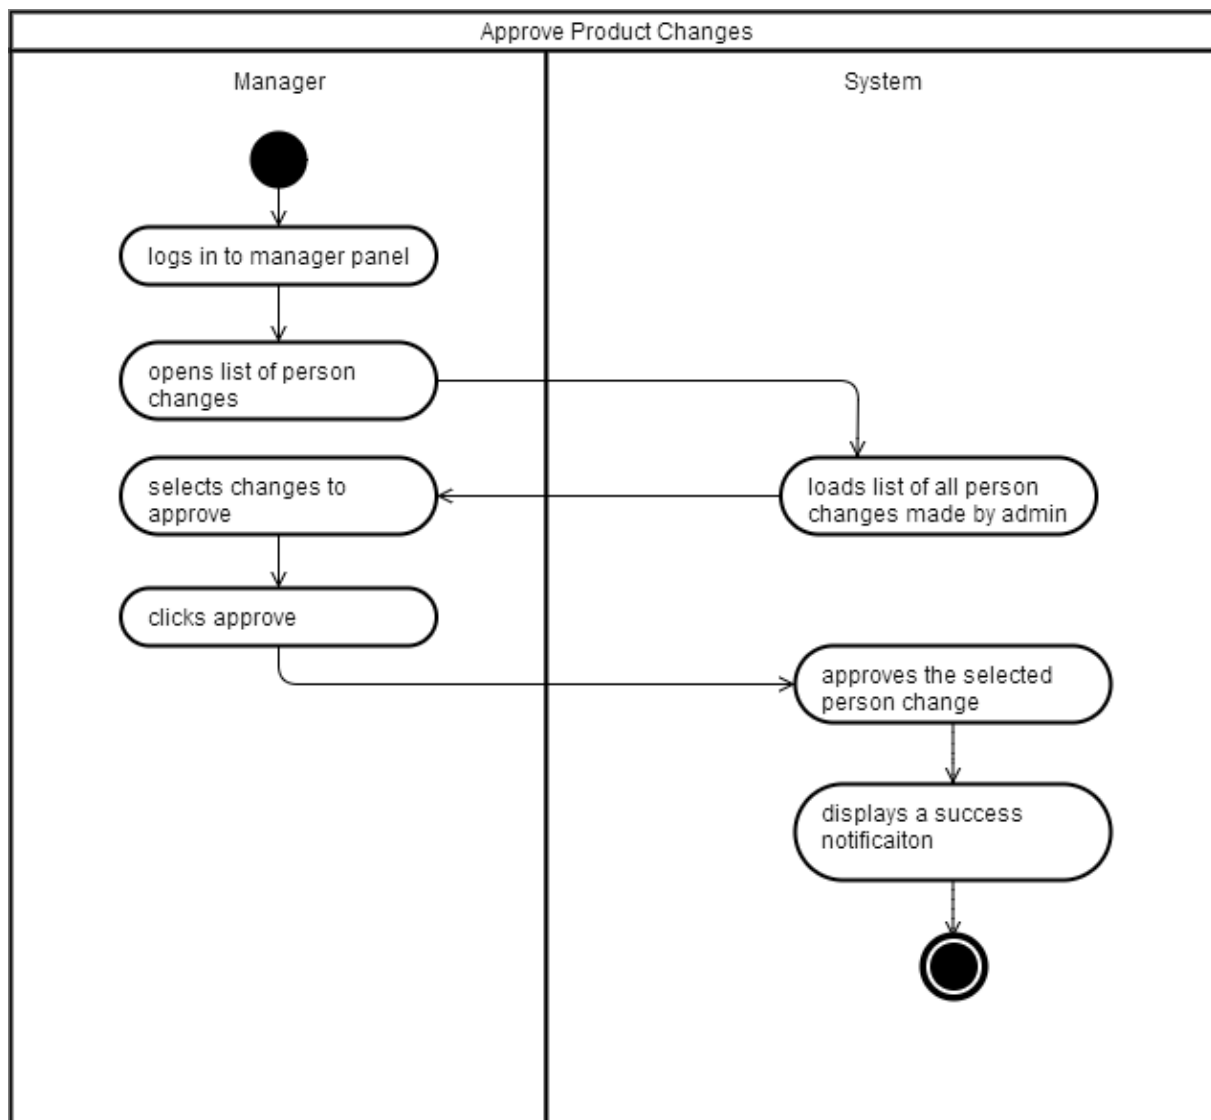 Approve Product Changes
Manager
System
logs in to manager panel
opens list of person
changes
loads list of all person
changes made by admin
selects changes to
approve
clicks approve
approves the selected
person change
displays a success
notificaiton